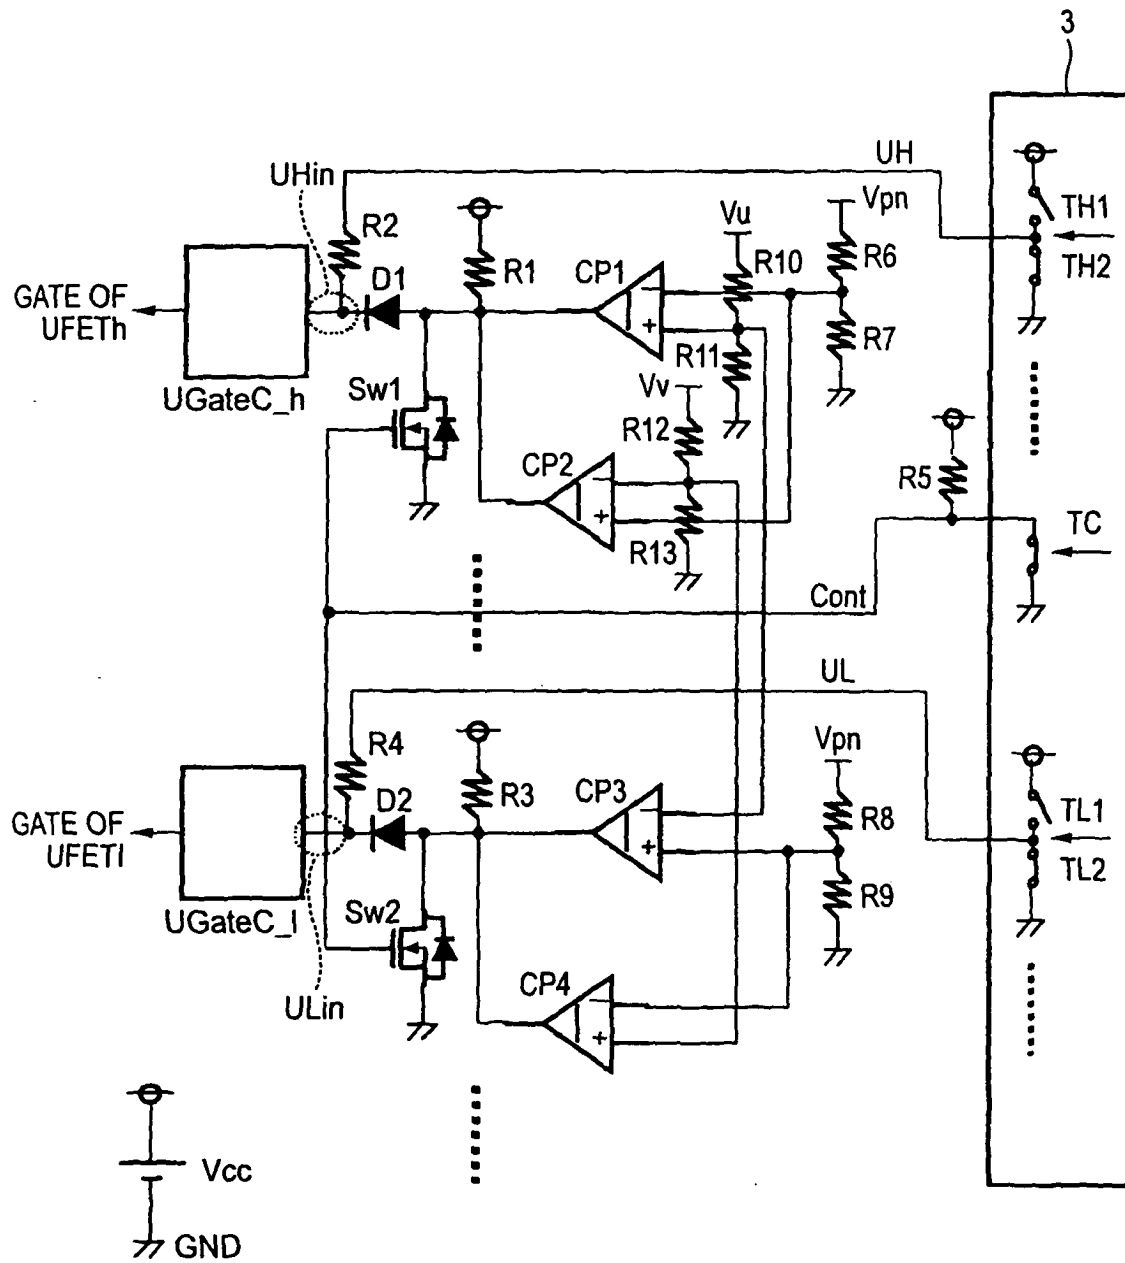 3
UH
UHin
Vpn
Vu
TH1
R2
R10
R6
TH2
D1
R1
CP1
−
+
GATE OF
UFETh
R7
R11
UGateC_h
Sw1
Vv
R12
CP2
−
+
R5
R13
TC
Cont
UL
R4
Vpn
D2
R3
CP3
−
+
R8
TL1
GATE OF
UFETl
TL2
R9
UGateC_l
Sw2
CP4
−
+
ULin
Vcc
GND